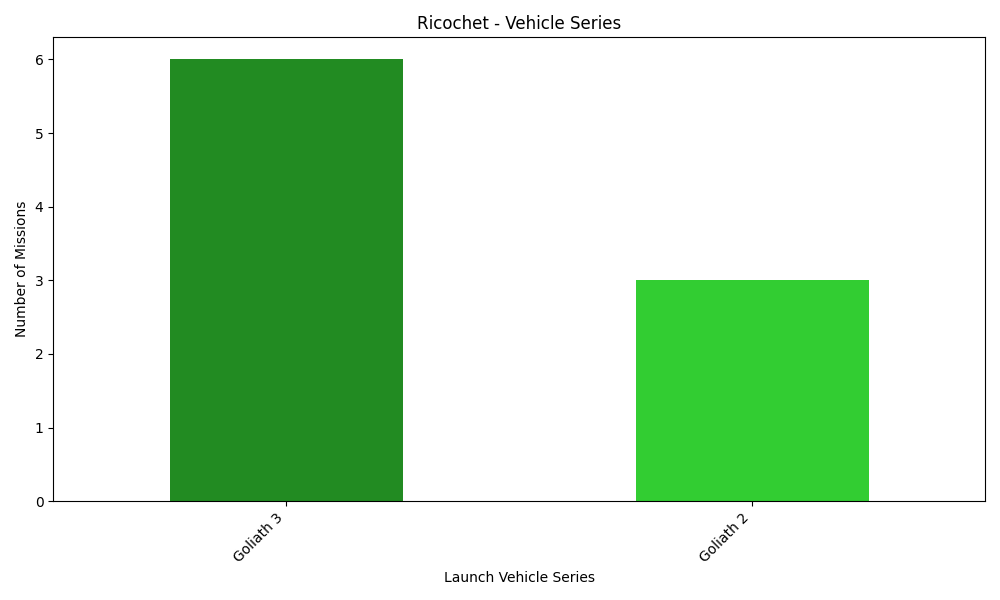 Ricochet - Vehicle Series
Number of Missions
6
5
4
3
2
1
0
Goliath 3
Goliath 2
Launch Vehicle Series